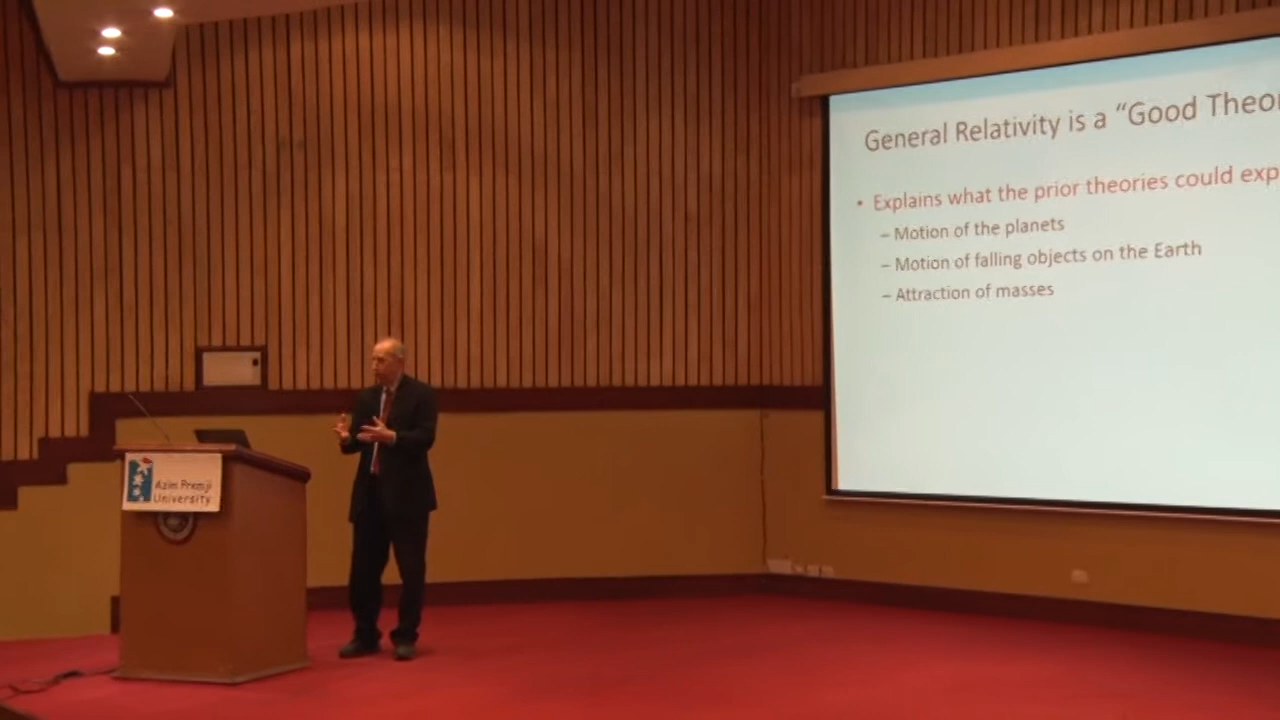 Azim Premji
University
General Relativity is a “Good Theor
• Explains what the prior theories could exp
– Motion of the planets
– Motion of falling objects on the Earth
– Attraction of masses